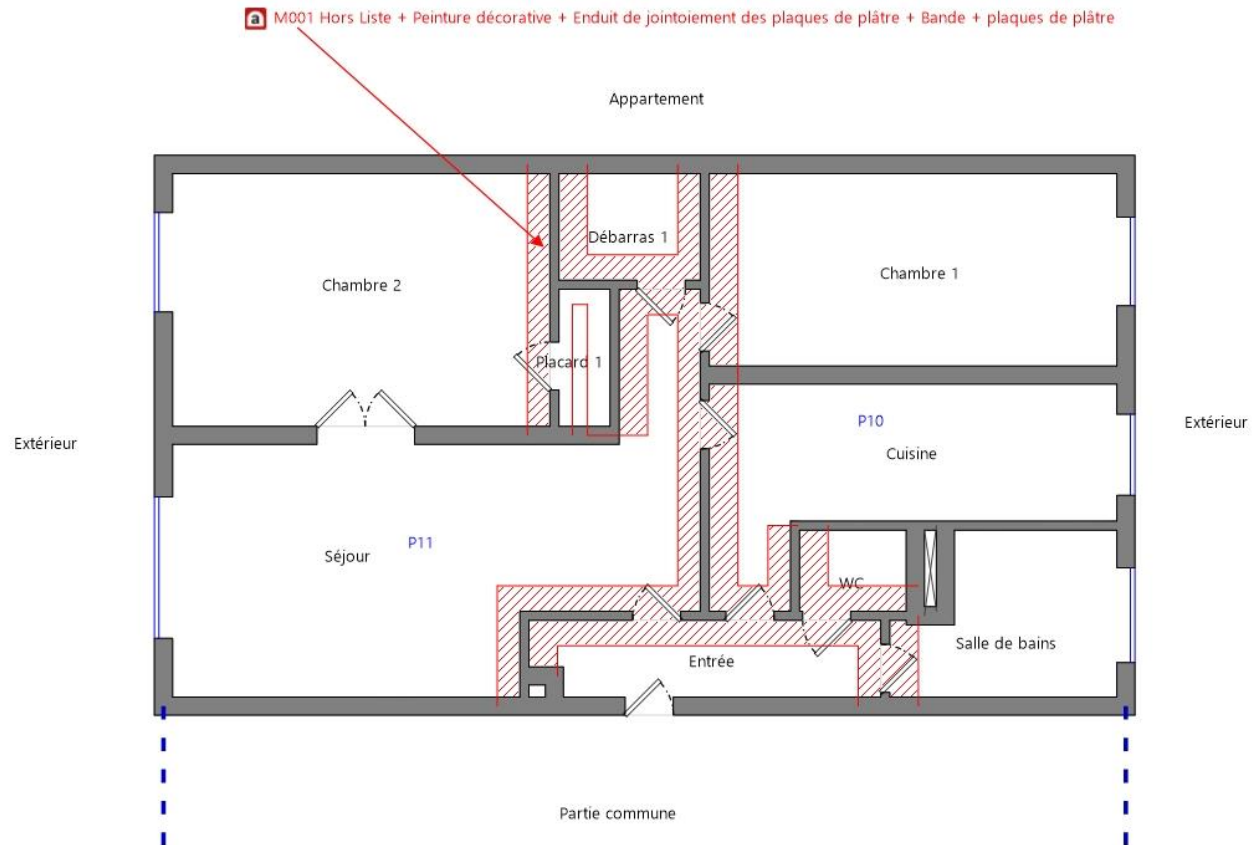 a M001 Hors Liste + Peinture décorative + Enduit de jointoiement des plaques de plâtre + Bande + plaques de plâtre
Appartement
Débarras 1
Chambre 1
Chambre 2
Placard 1
P10
Extérieur
Extérieur
Cuisine
P11
Séjour
WC
Salle de bains
Entrée
Partie commune